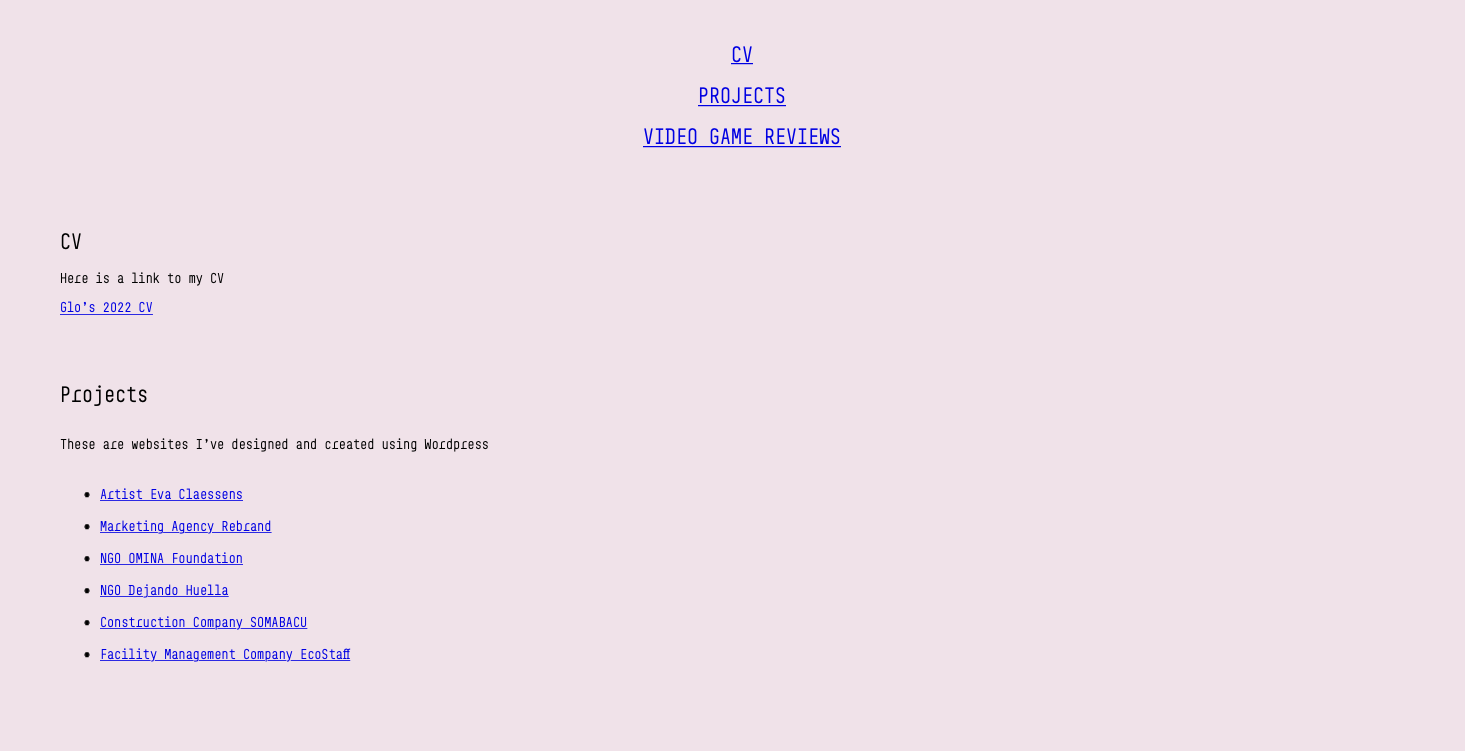 CV
PROJECTS
VIDEO GAME REVIEWS
CV
Here is a link to my CV
Glo's 2022 CV
Projects
These are websites I've designed and created using Wordpress
• Artist Eva Claessens
• Marketing Agency Rebrand
• NGO OMINA Foundation
• NGO Dejando Huella
• Construction Company SOMABACU
• Facility Management Company EcoStaff